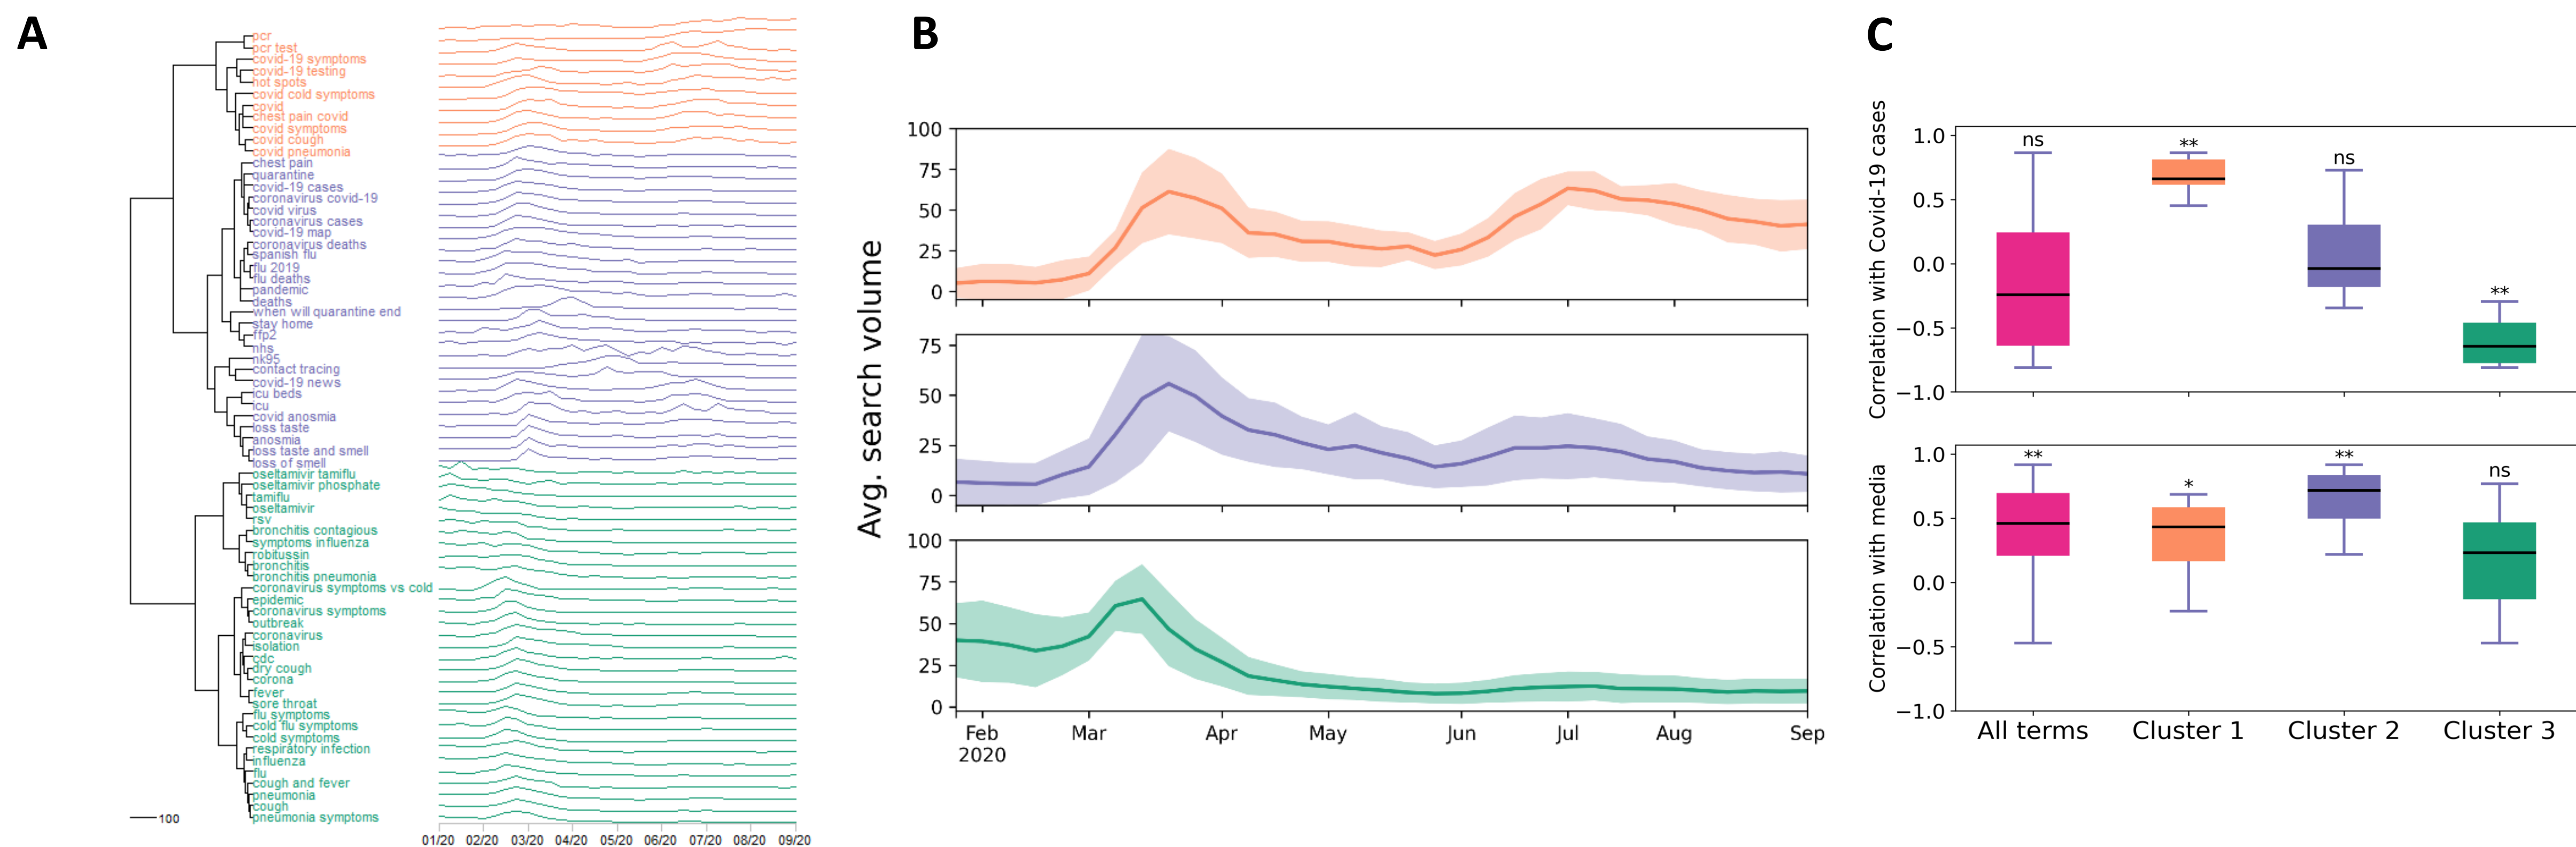 A
pcr
pcr test
covid-19 symptoms
covid-19 testing
hot spots
covid cold symptoms
covid
chest pain covid
covid symptoms
covid cough
covid pneumonia
chest pain
quarantine
covid-19 cases
coronavirus covid-19
covid virus
coronavirus cases
covid-19 map
coronavirus deaths
spanish flu
flu 2019
flu deaths
pandemic
deaths
when will quarantine end
stay home
ffp2
nhs
nk95
contact tracing
covid-19 news
icu beds
icu
covid anosmia
loss taste
anosmia
loss taste and smell
loss of smell
oseltamivir tamiflu
oseltamivir phosphate
tamiflu
oseltamivir
rsv
bronchitis contagious
symptoms influenza
robitussin
bronchitis
bronchitis pneumonia
coronavirus symptoms vs cold
epidemic
coronavirus symptoms
outbreak
coronavirus
isolation
cdc
dry cough
corona
fever
sore throat
flu symptoms
cold flu symptoms
cold symptoms
respiratory infection
influenza
flu
cough and fever
pneumonia
cough
pneumonia symptoms
100
01/20 02/20 03/20 04/20 05/20 06/20 07/20 08/20 09/20
B
Avg. search volume
100
75
50
25
0
75
50
25
0
100
75
50
25
0
Feb Mar Apr May Jun Jul Aug Sep
2020
C
Correlation with Covid-19 cases
1.0
0.5
0.0
−0.5
−1.0
ns ** ns **
Correlation with media
1.0
0.5
0.0
−0.5
−1.0
** * ** ns
All terms Cluster 1 Cluster 2 Cluster 3